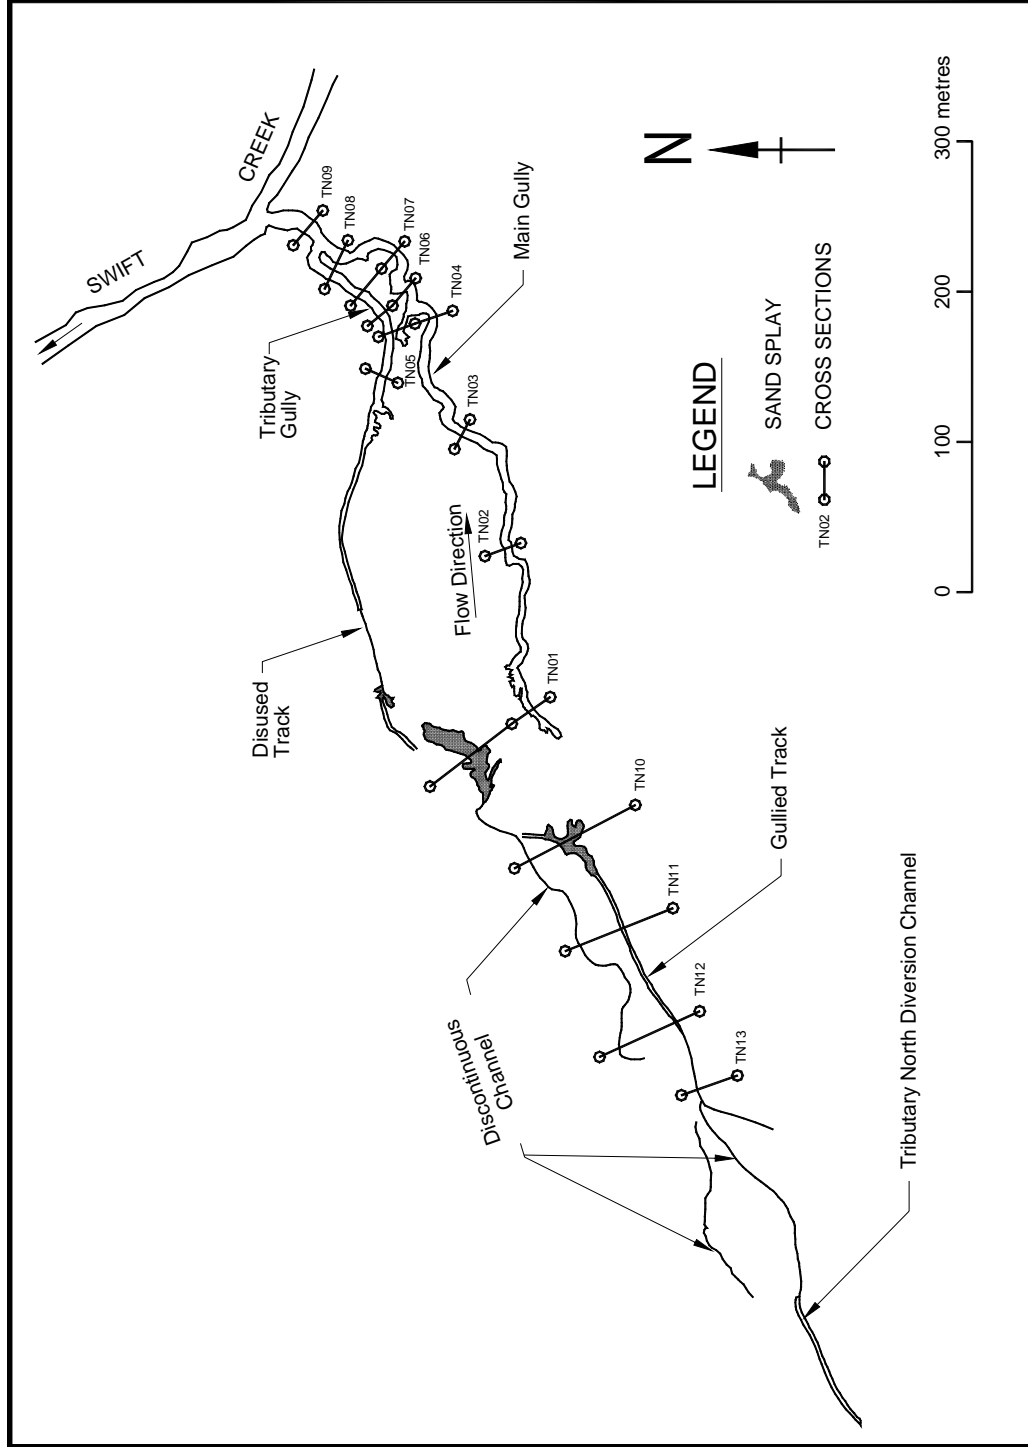 SWIFT
CREEK
TN09
TN08
TN07
TN06
TN04
TN05
TN03
TN02
TN01
TN10
TN11
TN12
TN13
Tributary
Gully
Main Gully
Flow Direction
Disused
Track
Discontinuous
Channel
Gullied Track
Tributary North Diversion Channel
N
LEGEND
SAND SPLAY
TN02
CROSS SECTIONS
0
100
200
300 metres